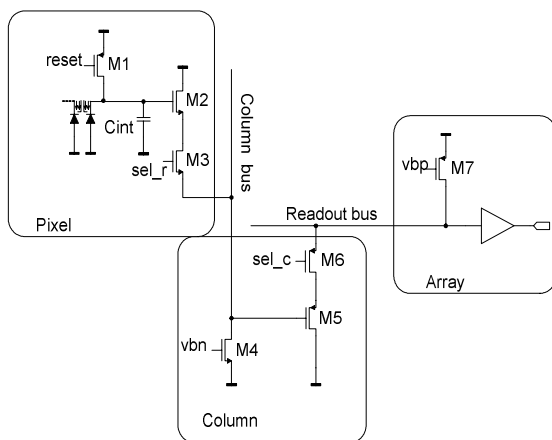 reset
M1
M2
Cint
M3
sel_r
Pixel
Column bus
Readout bus
vbp
M7
Array
sel_c
M6
M5
vbn
M4
Column